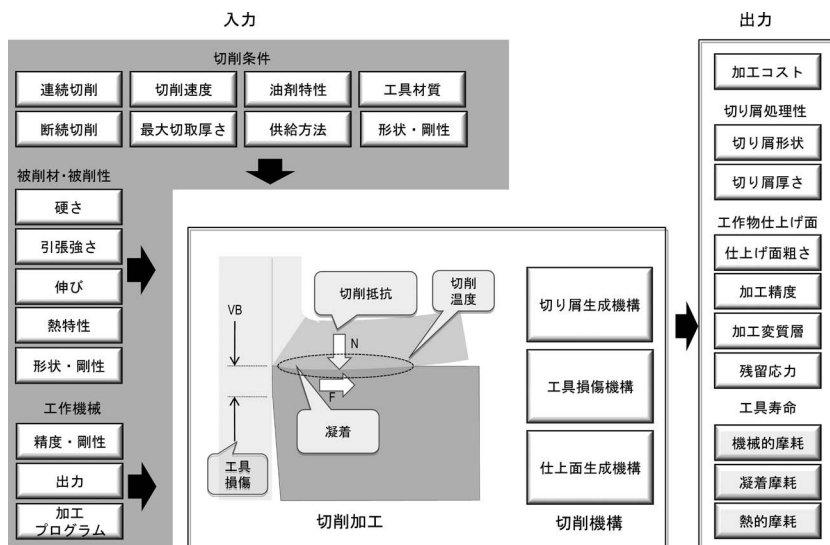 入力
切削条件
連続切削
切削速度
油剤特性
工具材質
断続切削
最大切取厚さ
供給方法
形状・剛性
被削材・被削性
硬さ
引張強さ
伸び
熱特性
形状・剛性
工作機械
精度・剛性
出力
加工
プログラム
VB
切削抵抗
切削
温度
N
F
凝着
工具
損傷
切削加工
切り屑生成機構
工具損傷機構
仕上面生成機構
切削機構
出力
加工コスト
切り屑処理性
切り屑形状
切り屑厚さ
工作物仕上げ面
仕上げ面粗さ
加工精度
加工変質層
残留応力
工具寿命
機械的摩耗
凝着摩耗
熱的摩耗